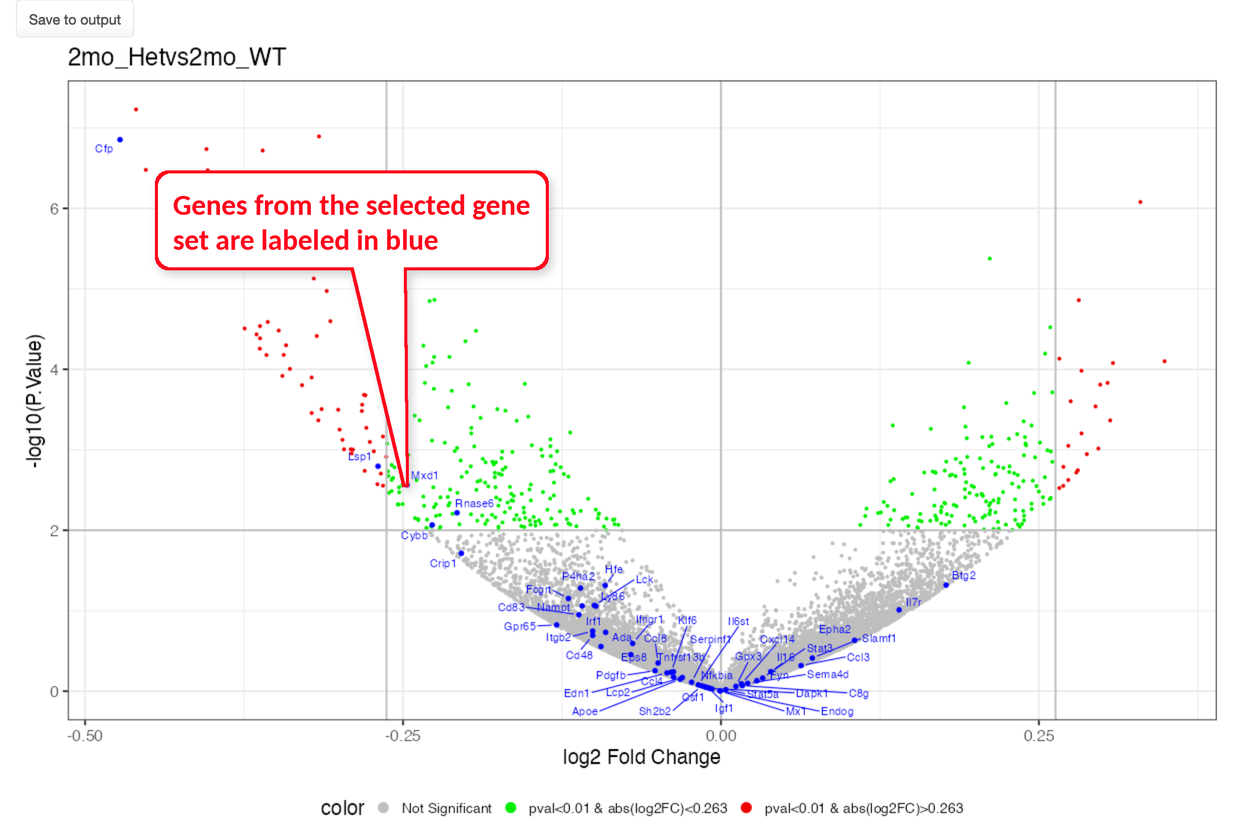 Save to output
2mo_Hetvs2mo_WT
Cfp
Genes from the selected gene
set are labeled in blue
6
4
2
0
-log10(P.Value)
Lsp1
Mxd1
Rnase6
Cybb
Crip1
Hfe
P4ha2
Lck
Fcgrt
Ly86
Cd83
Nampt
Gpr65
Irf1
Ifngr1
Klf6
Il6st
Itgb2
Ada
Ccl8
Serpinf1
Cxcl14
Epha2
Slamf1
Btg2
Il7r
Cd48
Eps8
Tnfrsf13b
Gpx3
Il16
Stat3
Ccl3
Pdgfb
Ccl4
Nfkbia
Fyn
Sema4d
Edn1
Lcp2
Csf1
Stat5a
Dapk1
C8g
Apoe
Sh2b2
Igf1
Mx1
Endog
-0.50
-0.25
0.00
0.25
log2 Fold Change
color
Not Significant
pval<0.01 & abs(log2FC)<0.263
pval<0.01 & abs(log2FC)>0.263